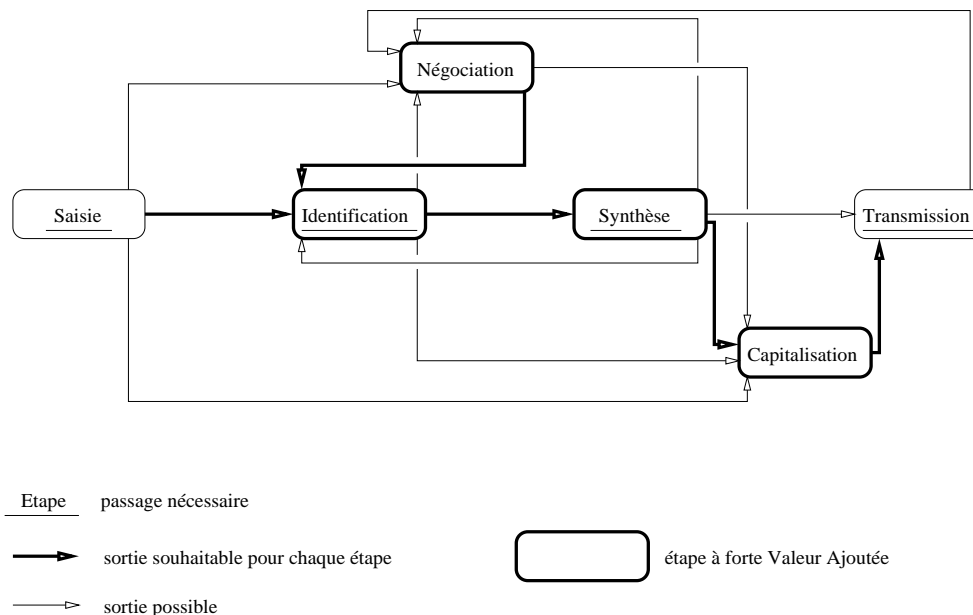 Négociation
Saisie
Identification
Synthèse
Transmission
Capitalisation
Etape passage nécessaire
sortie souhaitable pour chaque étape
étape à forte Valeur Ajoutée
sortie possible